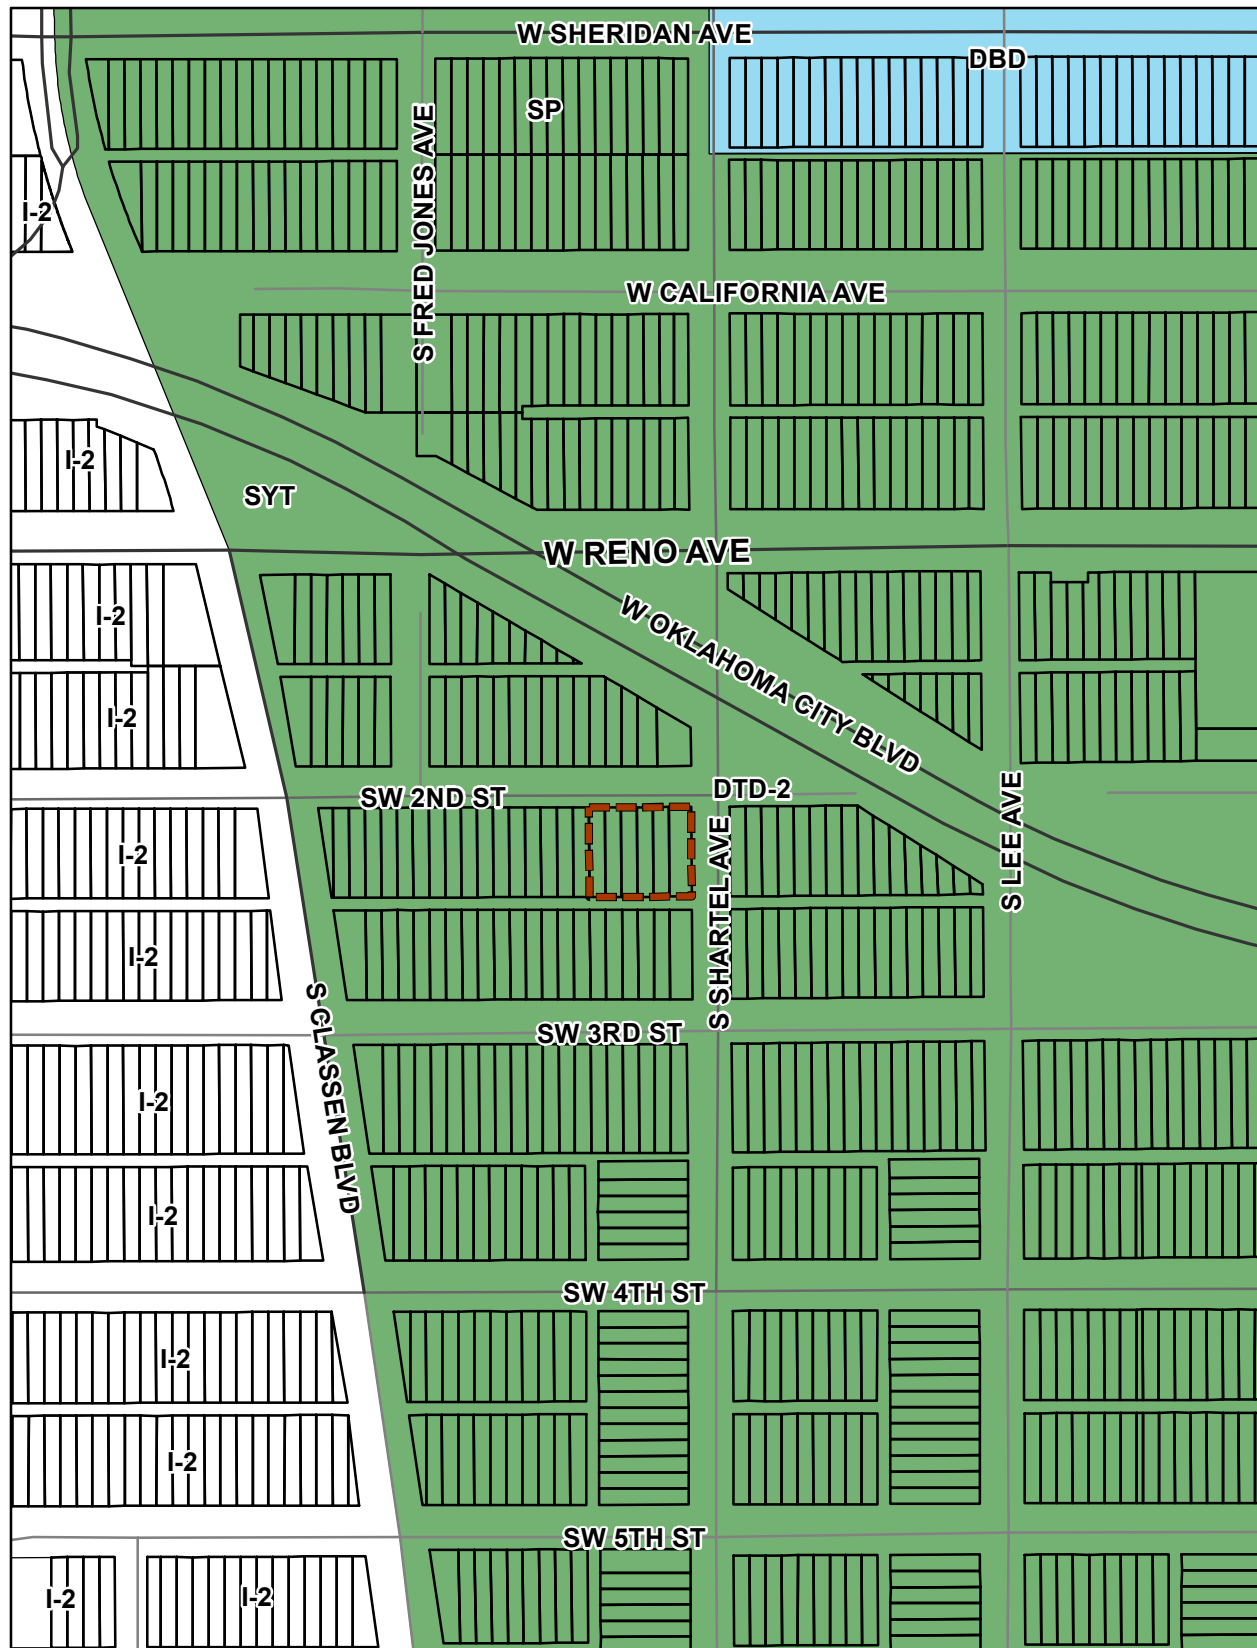 W SHERIDAN AVE
DBD
SP
S FRED JONES AVE
I-2
W CALIFORNIA AVE
I-2
SYT
W RENO AVE
I-2
W OKLAHOMA CITY BLVD
I-2
SW 2ND ST
DTD-2
S LEE AVE
I-2
S SHARTEL AVE
I-2
S CLASSEN BLVD
SW 3RD ST
I-2
I-2
SW 4TH ST
I-2
I-2
SW 5TH ST
I-2
I-2